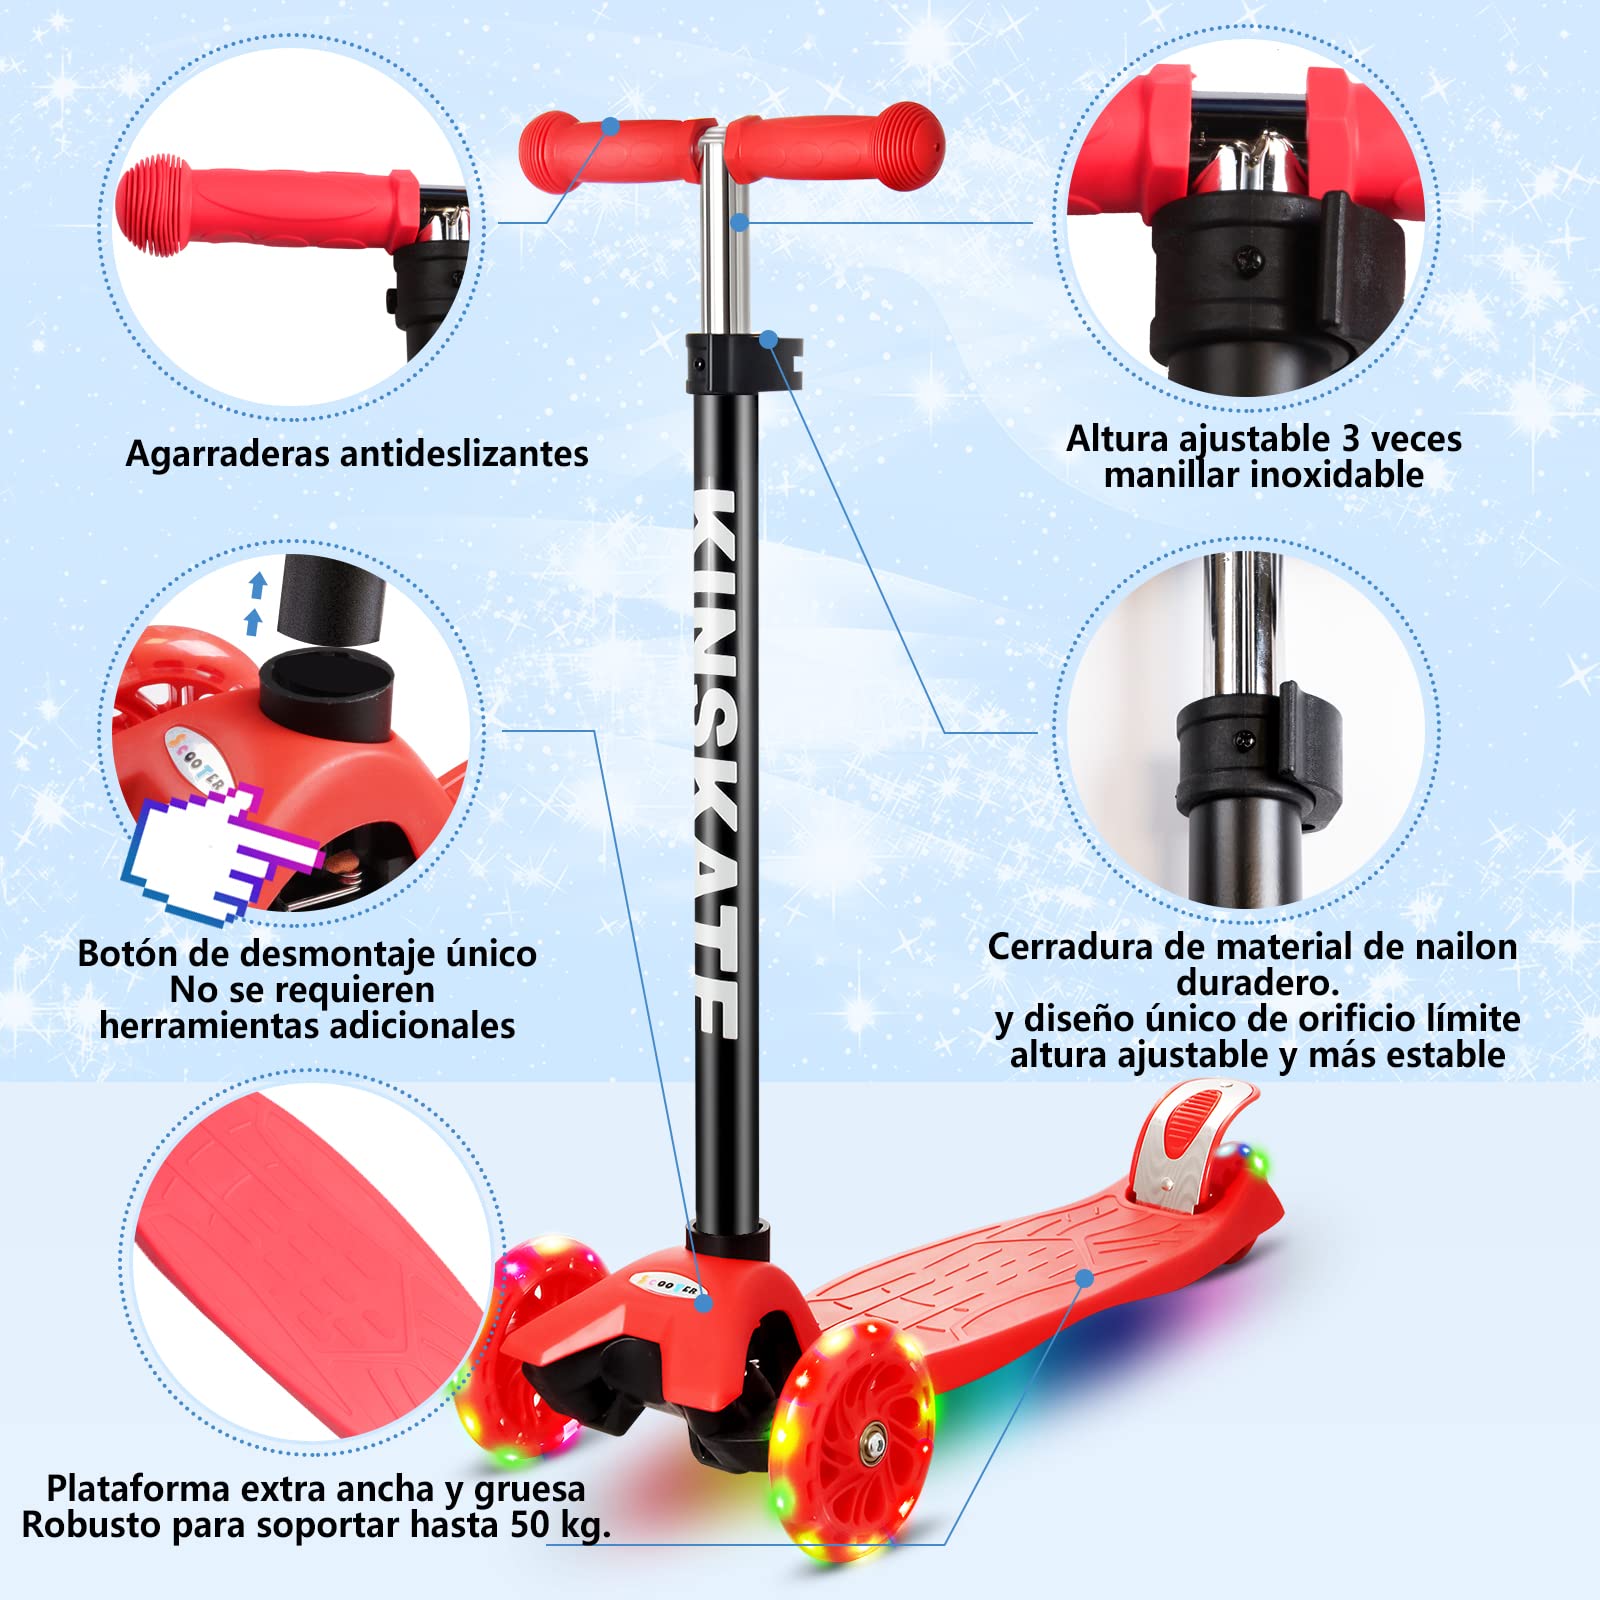 Agarraderas antideslizantes
Altura ajustable 3 veces
manillar inoxidable
KINSKATE
SCOOTER
Botón de desmontaje único
No se requieren
herramientas adicionales
Cerradura de material de nailon
duradero.
y diseño único de orificio límite
altura ajustable y más estable
SCOOTER
Plataforma extra ancha y gruesa
Robusto para soportar hasta 50 kg.